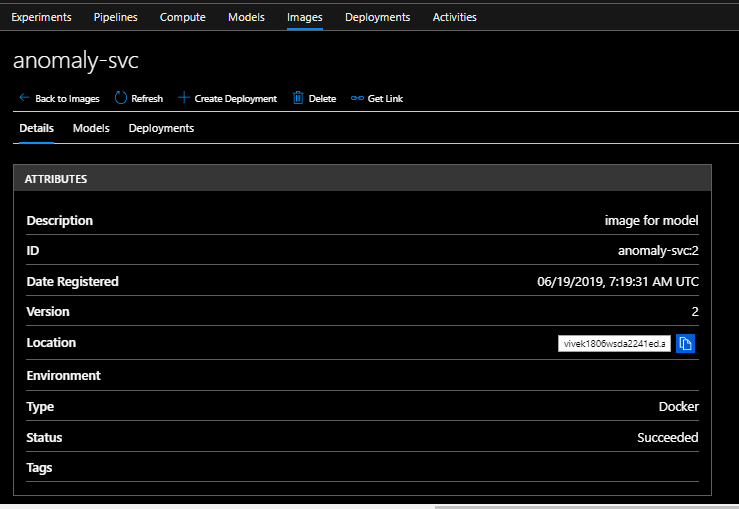 Experiments Pipelines Compute Models Images Deployments Activities
anomaly-svc
Back to Images Refresh Create Deployment Delete Get Link
Details Models Deployments
ATTRIBUTES
Description image for model
ID anomaly-svc:2
Date Registered 06/19/2019, 7:19:31 AM UTC
Version 2
Location vivek1806wsda2241ed.a
Environment
Type Docker
Status Succeeded
Tags